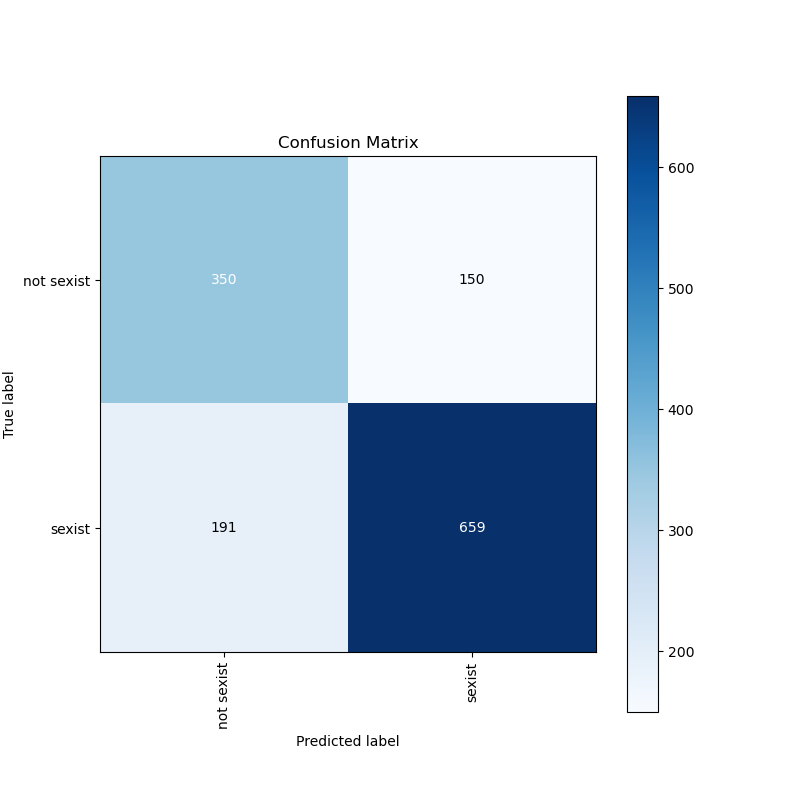 Confusion Matrix
True label
not sexist
350
150
sexist
191
659
not sexist
sexist
Predicted label
600
500
400
300
200